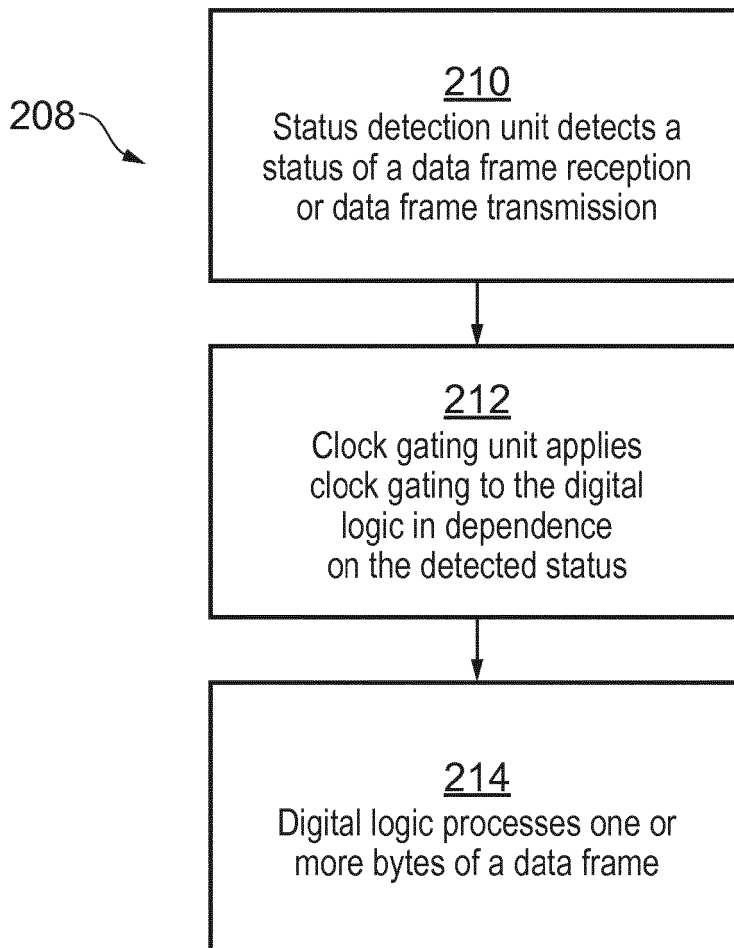 208
210
Status detection unit detects a
status of a data frame reception
or data frame transmission
212
Clock gating unit applies
clock gating to the digital
logic in dependence
on the detected status
214
Digital logic processes one or
more bytes of a data frame